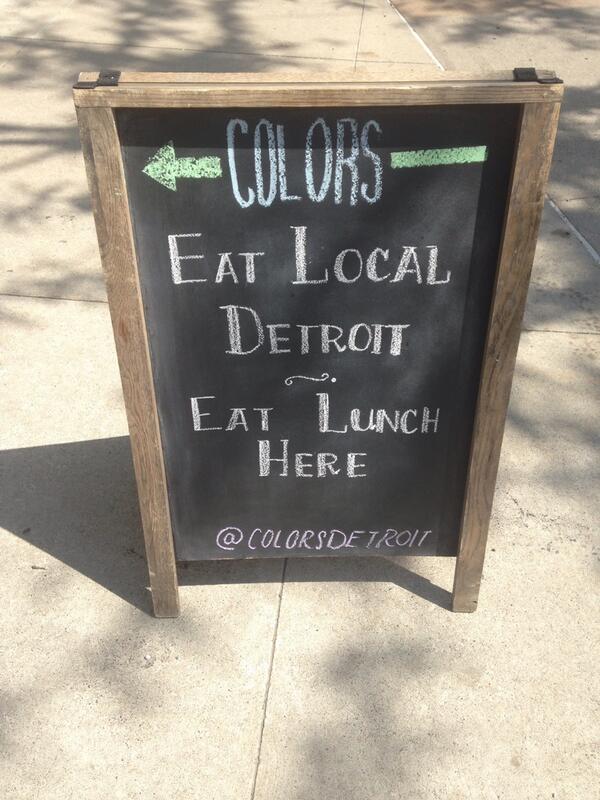 COLORS
EAT LOCAL
DETROIT
EAT LUNCH
HERE
@COLORSDETROIT